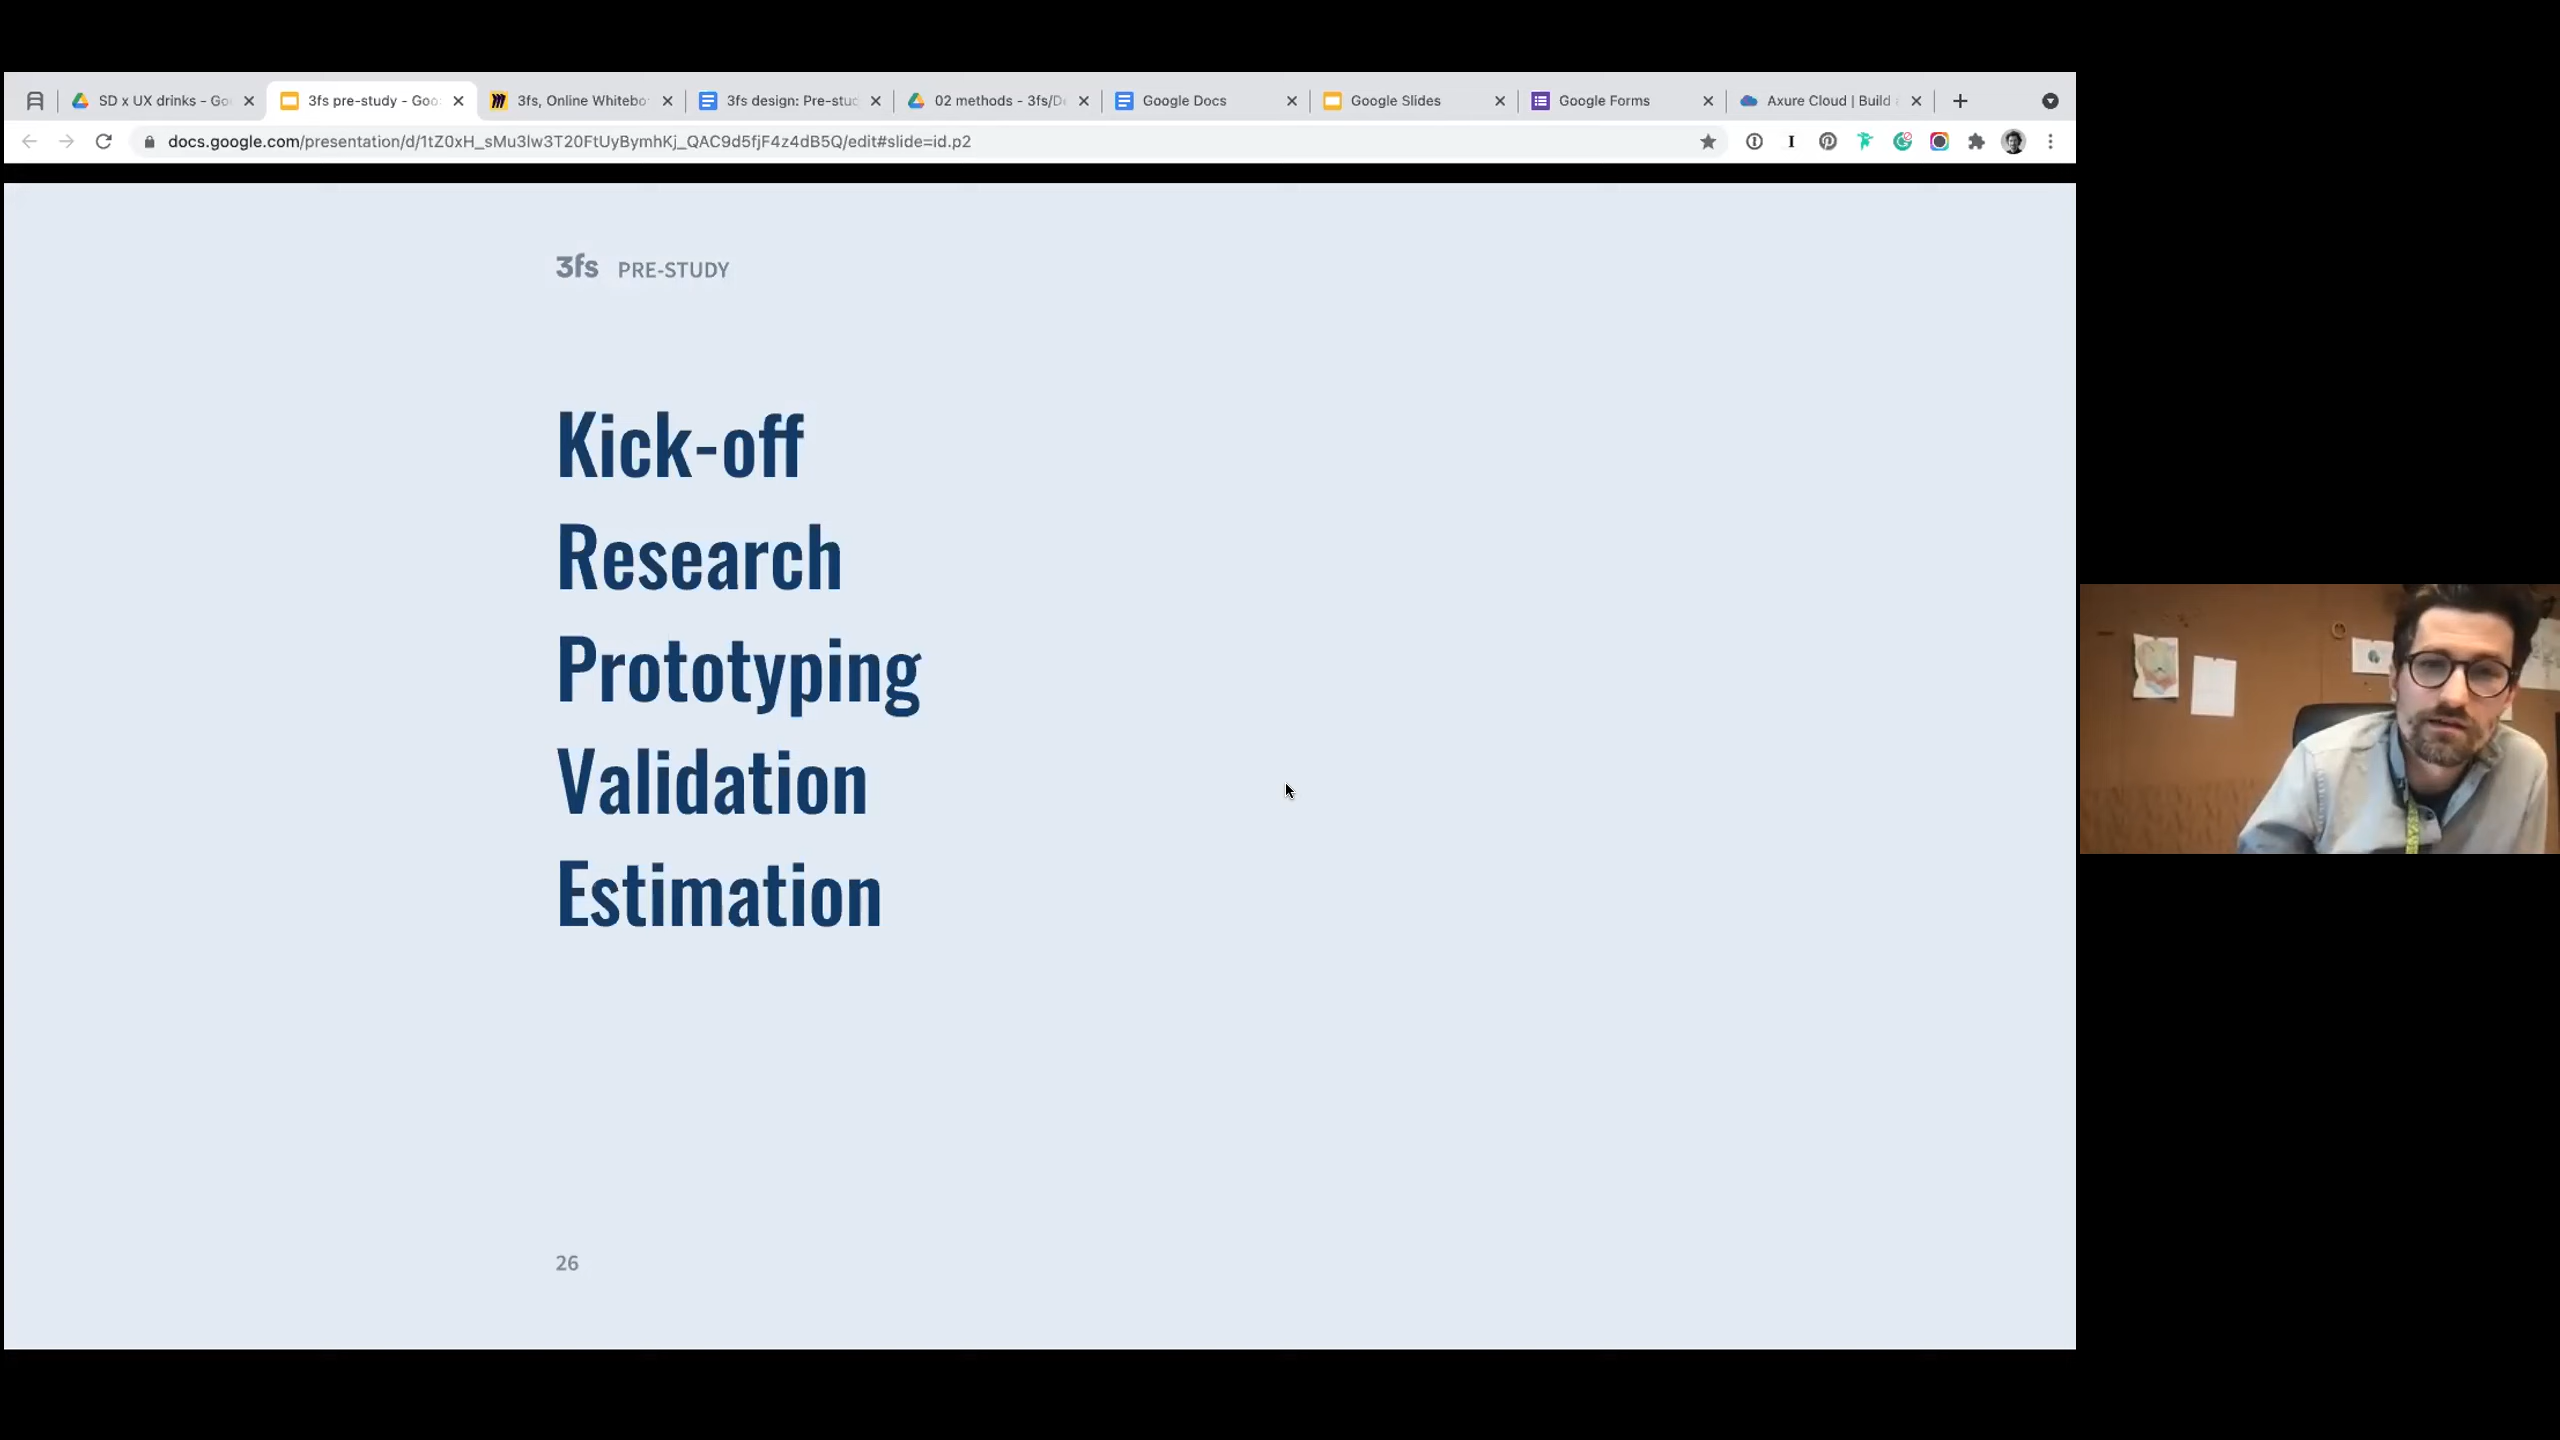 SD x UX drinks - Go
3fs pre-study - Goo
3fs, Online Whitebo
3fs design: Pre-stu
02 methods - 3fs/D
Google Docs
Google Slides
Google Forms
Axure Cloud | Build
docs.google.com/presentation/d/1tZ0xH_sMu3lw3T20FtUyBymhKj_QAC9d5fjF4z4dB5Q/edit#slide=id.p2
3fs PRE-STUDY
Kick-off
Research
Prototyping
Validation
Estimation
26